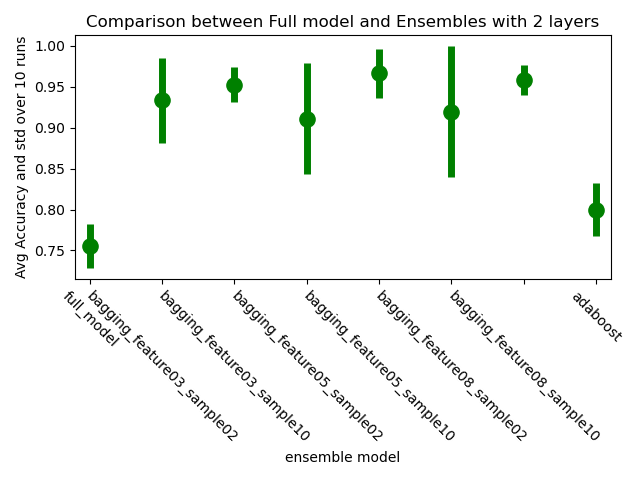 Comparison between Full model and Ensembles with 2 layers
Avg Accuracy and std over 10 runs
1.00
0.95
0.90
0.85
0.80
0.75
full_model
bagging_feature03_sample02
bagging_feature03_sample10
bagging_feature05_sample02
bagging_feature05_sample10
bagging_feature08_sample02
bagging_feature08_sample10
adaboost
ensemble model